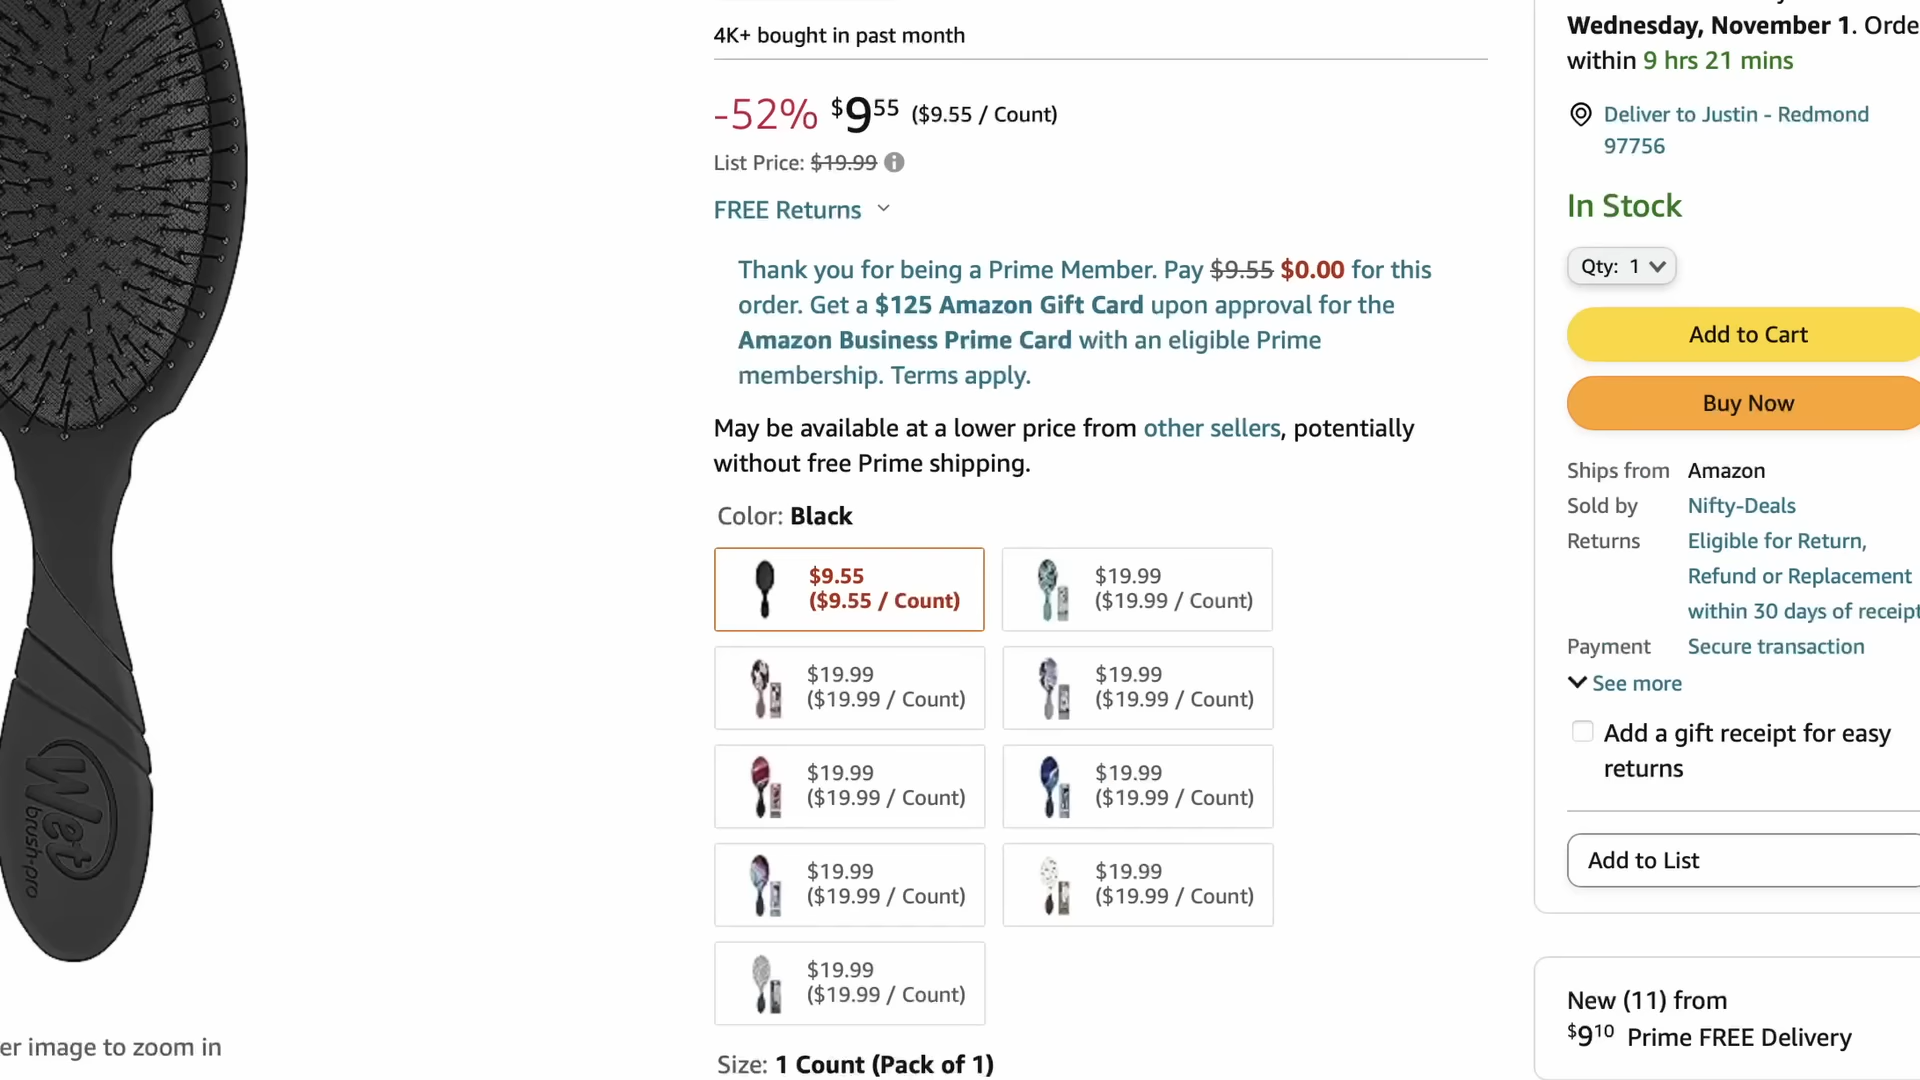 4K+ bought in past month
-52% $9 55 ($9.55 / Count)
List Price: $19.99
FREE Returns
Thank you for being a Prime Member. Pay $9.55 $0.00 for this
order. Get a $125 Amazon Gift Card upon approval for the
Amazon Business Prime Card with an eligible Prime
membership. Terms apply.
May be available at a lower price from other sellers, potentially
without free Prime shipping.
Color: Black
$9.55
($9.55 / Count)
$19.99
($19.99 / Count)
$19.99
($19.99 / Count)
$19.99
($19.99 / Count)
$19.99
($19.99 / Count)
$19.99
($19.99 / Count)
$19.99
($19.99 / Count)
$19.99
($19.99 / Count)
$19.99
($19.99 / Count)
Size: 1 Count (Pack of 1)
Wednesday, November 1. Orde
within 9 hrs 21 mins
Deliver to Justin - Redmond
97756
In Stock
Qty: 1
Add to Cart
Buy Now
Ships from Amazon
Sold by Nifty-Deals
Returns Eligible for Return,
Refund or Replacement
within 30 days of receipt
Payment Secure transaction
See more
Add a gift receipt for easy
returns
Add to List
New (11) from
$9 10 Prime FREE Delivery
Wet
brush-pro
er image to zoom in